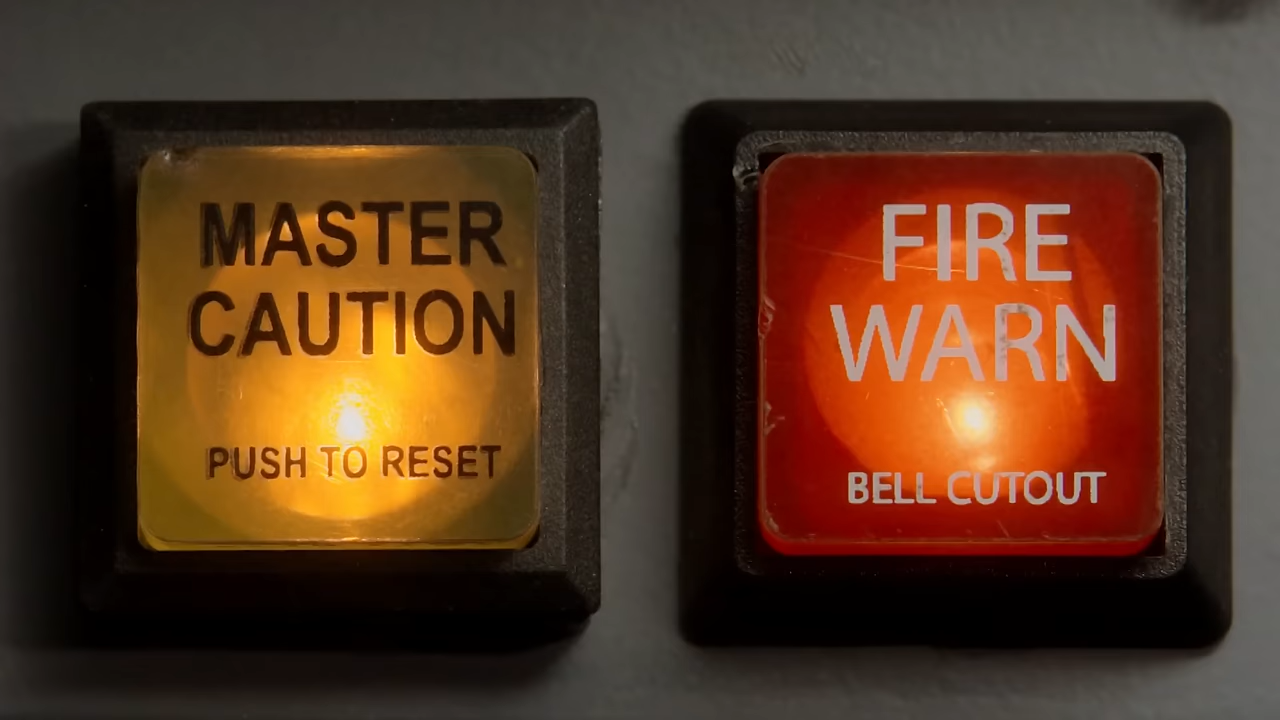 MASTER
CAUTION
PUSH TO RESET
FIRE
WARN
BELL CUTOUT